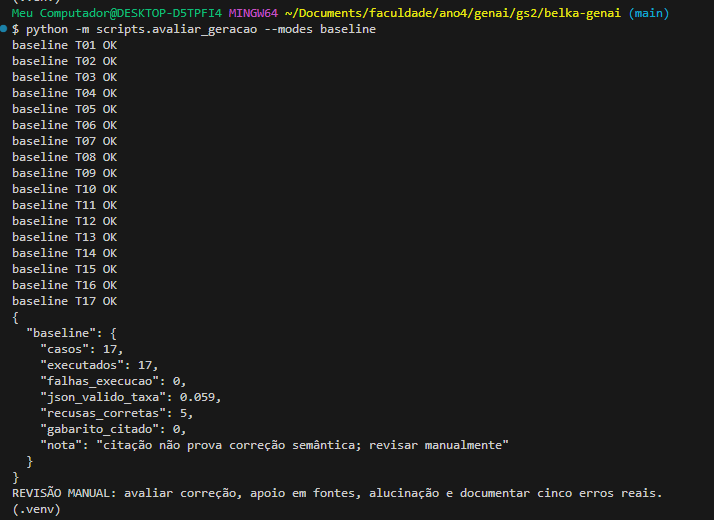 (.venv)
Meu Computador@DESKTOP-D5TPFI4 MINGW64 ~/Documents/faculdade/ano4/genai/gs2/belka-genai (main)
$ python -m scripts.avaliar_geracao --modes baseline
baseline T01 OK
baseline T02 OK
baseline T03 OK
baseline T04 OK
baseline T05 OK
baseline T06 OK
baseline T07 OK
baseline T08 OK
baseline T09 OK
baseline T10 OK
baseline T11 OK
baseline T12 OK
baseline T13 OK
baseline T14 OK
baseline T15 OK
baseline T16 OK
baseline T17 OK
{
  "baseline": {
    "casos": 17,
    "executados": 17,
    "falhas_execucao": 0,
    "json_valido_taxa": 0.059,
    "recusas_corretas": 5,
    "gabarito_citado": 0,
    "nota": "citação não prova correção semântica; revisar manualmente"
  }
}
REVISÃO MANUAL: avaliar correção, apoio em fontes, alucinação e documentar cinco erros reais.
(.venv)